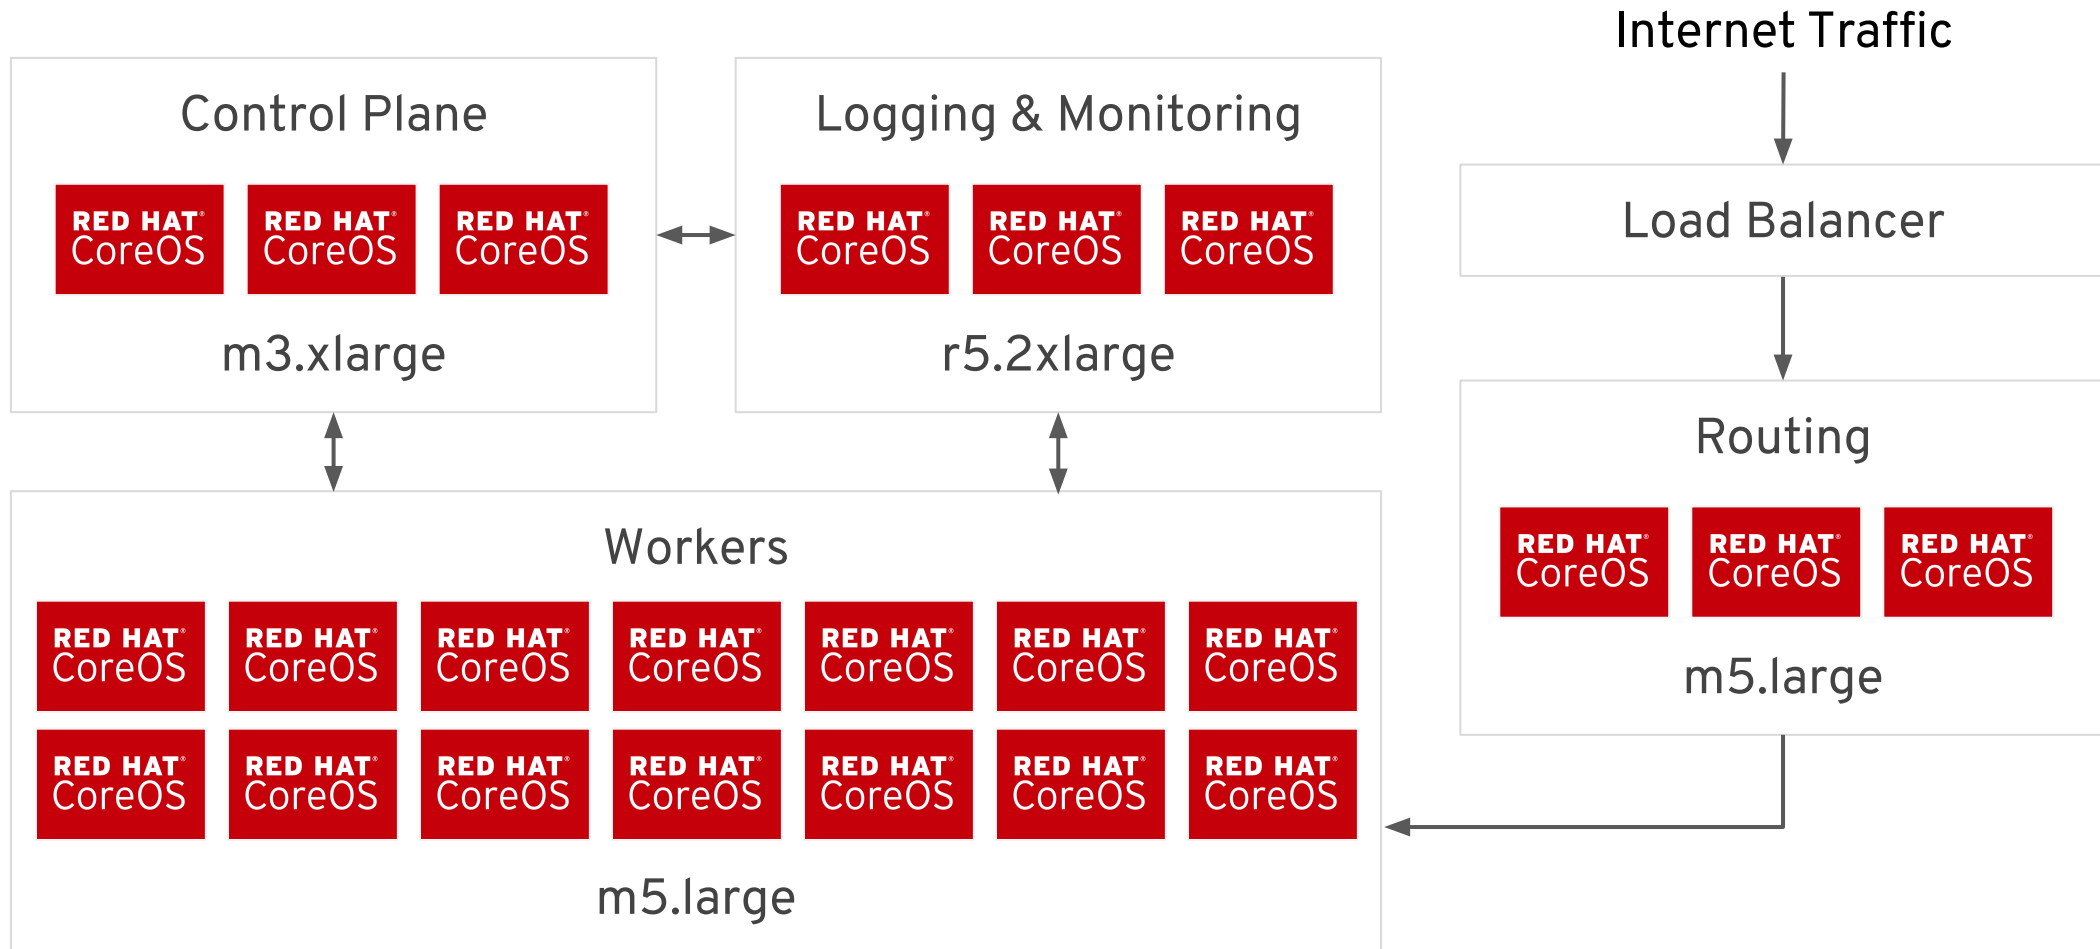 Internet Traffic
Control Plane
RED HAT®
CoreOS
RED HAT®
CoreOS
RED HAT®
CoreOS
m3.xlarge
Logging & Monitoring
RED HAT®
CoreOS
RED HAT®
CoreOS
RED HAT®
CoreOS
r5.2xlarge
Load Balancer
Routing
RED HAT®
CoreOS
RED HAT®
CoreOS
RED HAT®
CoreOS
m5.large
Workers
RED HAT®
CoreOS
RED HAT®
CoreOS
RED HAT®
CoreOS
RED HAT®
CoreOS
RED HAT®
CoreOS
RED HAT®
CoreOS
RED HAT®
CoreOS
RED HAT®
CoreOS
RED HAT®
CoreOS
RED HAT®
CoreOS
RED HAT®
CoreOS
RED HAT®
CoreOS
RED HAT®
CoreOS
RED HAT®
CoreOS
m5.large